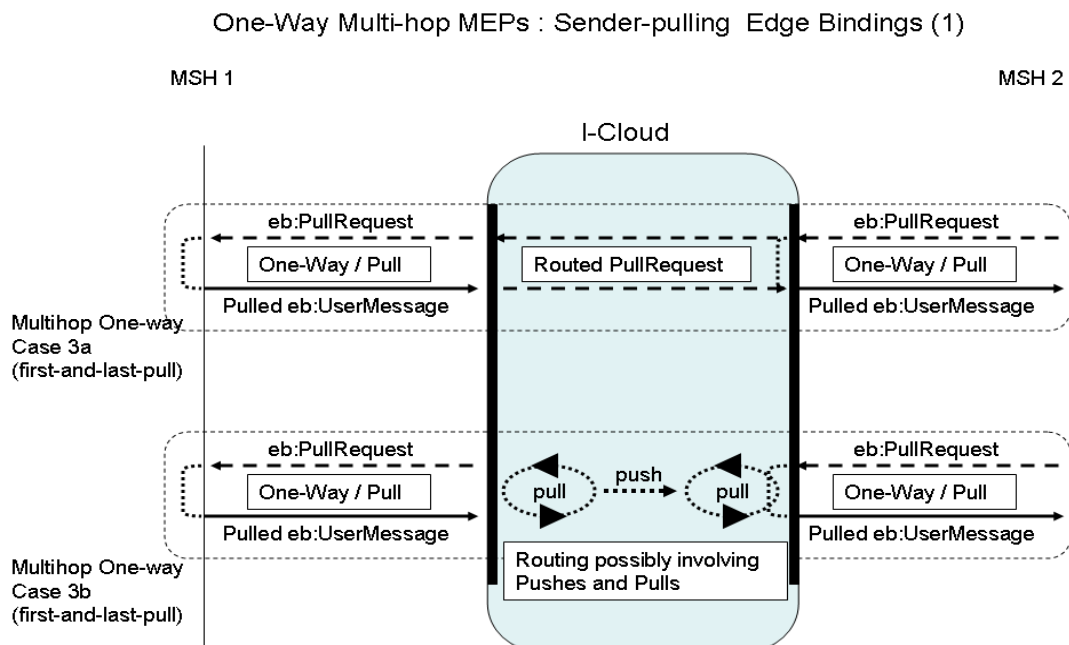 One-Way Multi-hop MEPs : Sender-pulling Edge Bindings (1)
MSH 1
MSH 2
I-Cloud
eb:PullRequest
One-Way / Pull
Pulled eb:UserMessage
Routed PullRequest
eb:PullRequest
One-Way / Pull
Pulled eb:UserMessage
Multihop One-way
Case 3a
(first-and-last-pull)
eb:PullRequest
One-Way / Pull
Pulled eb:UserMessage
pull
push
pull
eb:PullRequest
One-Way / Pull
Pulled eb:UserMessage
Routing possibly involving
Pushes and Pulls
Multihop One-way
Case 3b
(first-and-last-pull)